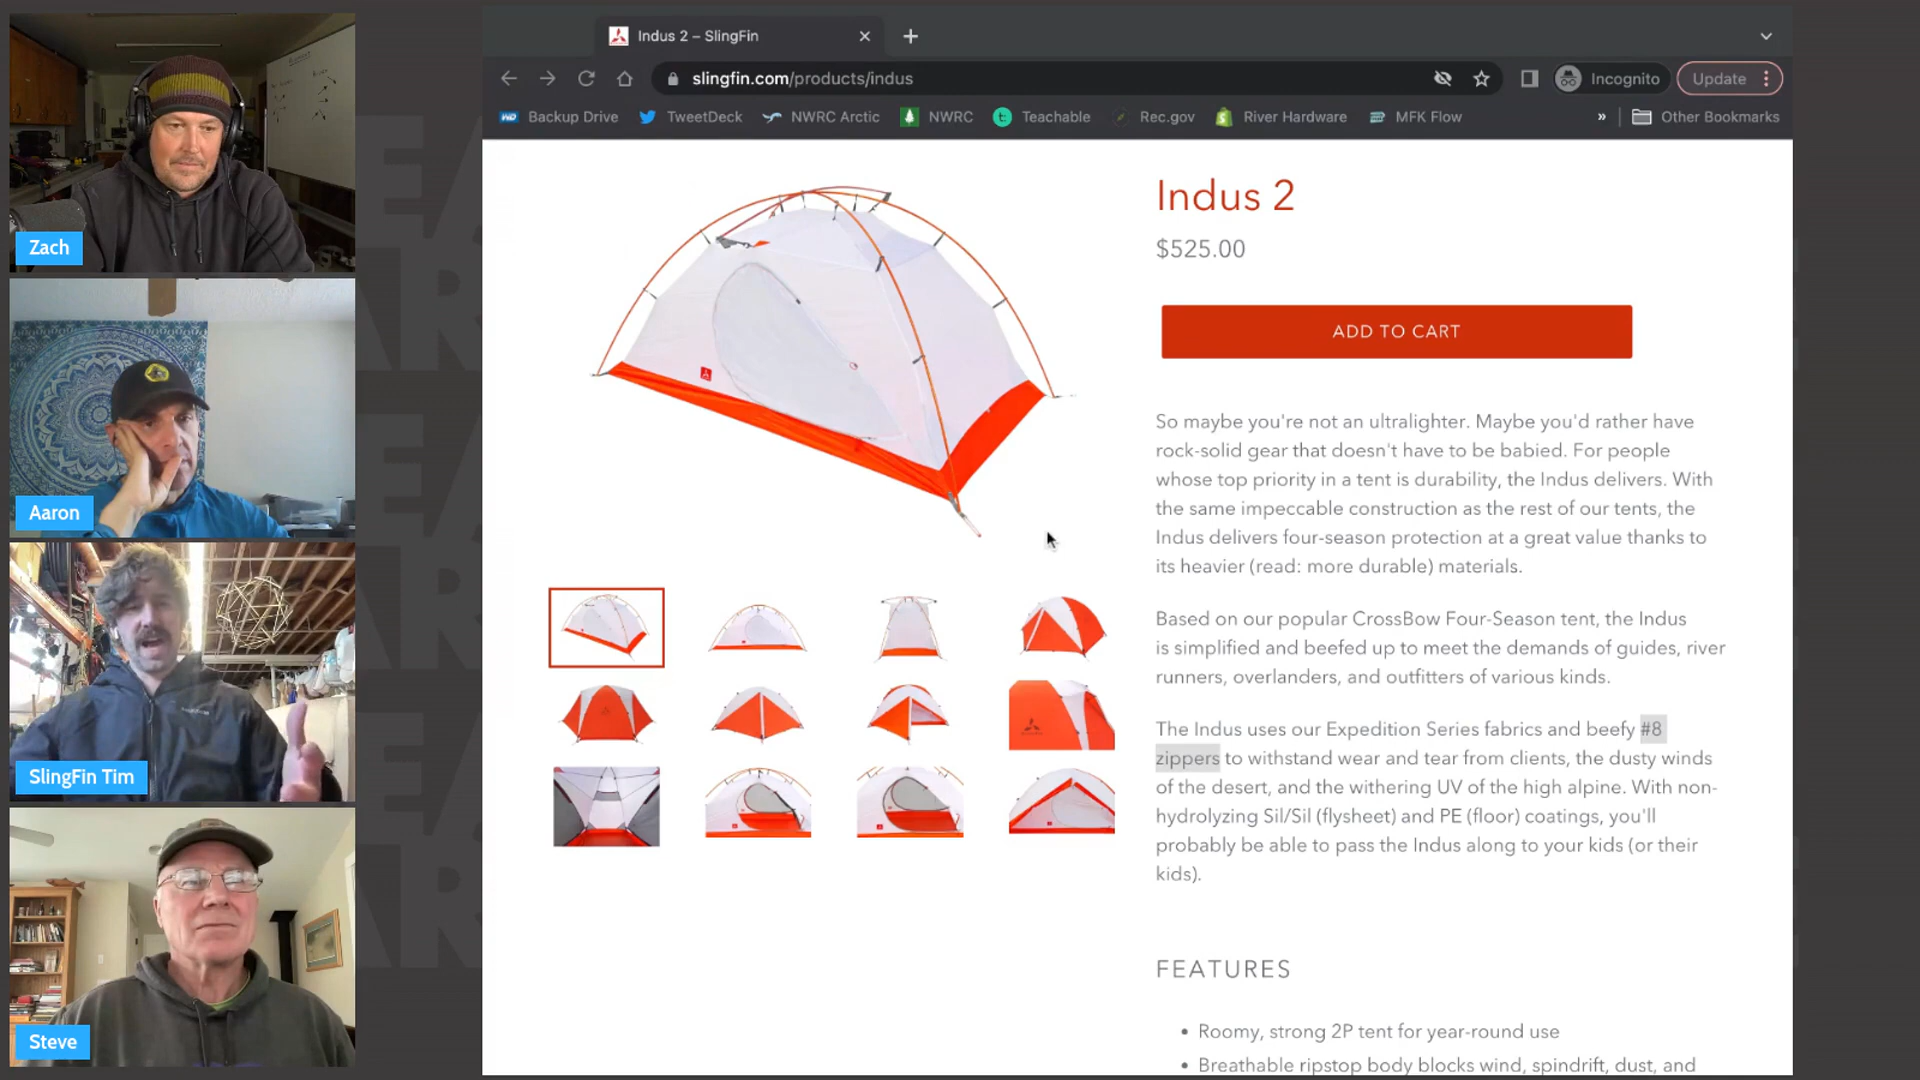 Zach
Aaron
SlingFin Tim
Steve
Indus 2 – SlingFin
slingfin.com/products/indus
Incognito
Update
Backup Drive
TweetDeck
NWRC Arctic
NWRC
Teachable
Rec.gov
River Hardware
MFK Flow
»
Other Bookmarks
Indus 2
$525.00
ADD TO CART
So maybe you're not an ultralighter. Maybe you'd rather have
rock-solid gear that doesn't have to be babied. For people
whose top priority in a tent is durability, the Indus delivers. With
the same impeccable construction as the rest of our tents, the
Indus delivers four-season protection at a great value thanks to
its heavier (read: more durable) materials.
Based on our popular CrossBow Four-Season tent, the Indus
is simplified and beefed up to meet the demands of guides, river
runners, overlanders, and outfitters of various kinds.
The Indus uses our Expedition Series fabrics and beefy #8
zippers to withstand wear and tear from clients, the dusty winds
of the desert, and the withering UV of the high alpine. With non-
hydrolyzing Sil/Sil (flysheet) and PE (floor) coatings, you'll
probably be able to pass the Indus along to your kids (or their
kids).
FEATURES
• Roomy, strong 2P tent for year-round use
• Breathable ripstop body blocks wind, spindrift, dust, and